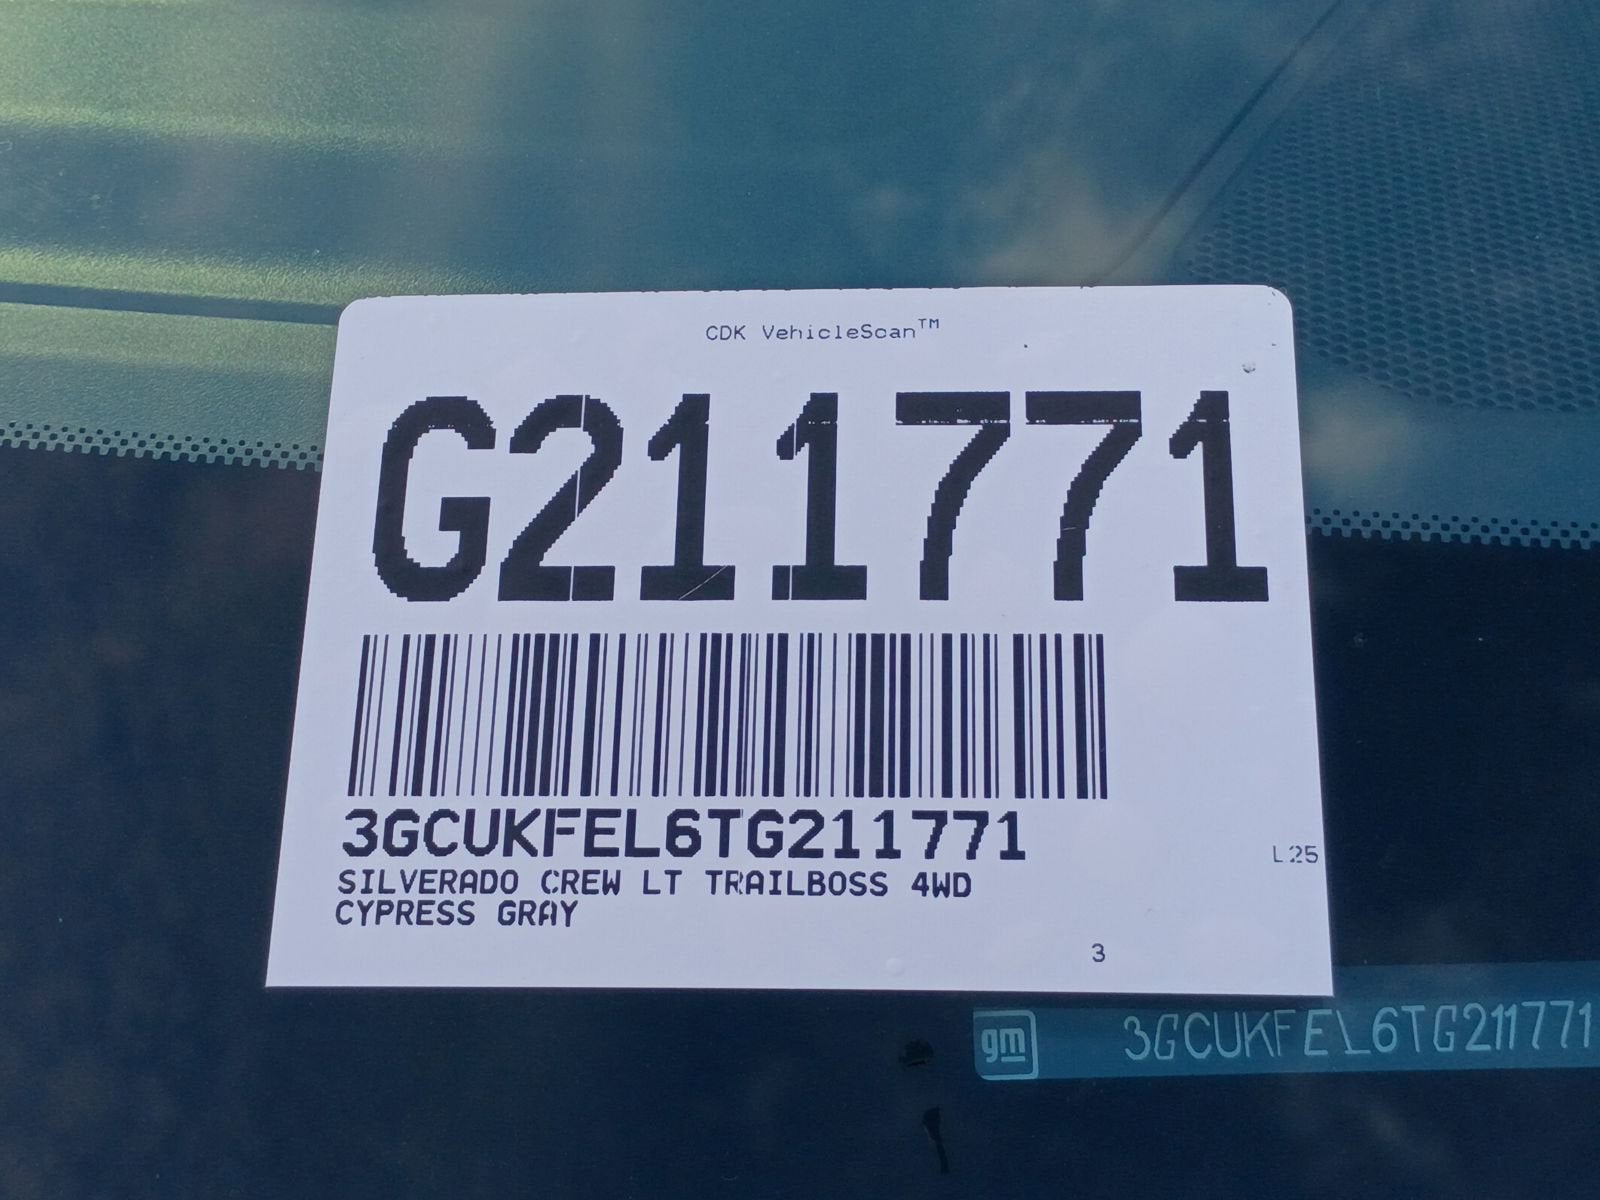 CDK VehicleScan™
G211771
3GCUKFEL6TG211771
SILVERADO CREW LT TRAILBOSS 4WD
CYPRESS GRAY
L25
3
gm 3GCUKFEL6TG211771